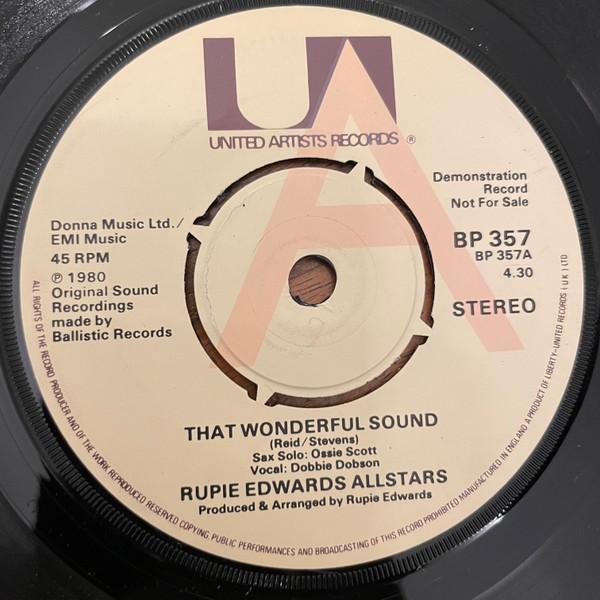 UA
UNITED ARTISTS RECORDS ®
A
Demonstration
Record
Not For Sale
Donna Music Ltd./
EMI Music
45 RPM
℗ 1980
Original Sound
Recordings
made by
Ballistic Records
BP 357
BP 357A
4.30
STEREO
THAT WONDERFUL SOUND
(Reid/Stevens)
Sax Solo: Ossie Scott
Vocal: Dobbie Dobson
RUPIE EDWARDS ALLSTARS
Produced & Arranged by Rupie Edwards
ALL RIGHTS OF THE RECORD PRODUCER AND OF THE WORK REPRODUCED RESERVED COPYING, PUBLIC PERFORMANCES AND BROADCASTING OF THIS RECORD PROHIBITED MANUFACTURED IN ENGLAND A PRODUCT OF LIBERTY-UNITED RECORDS (UK) LTD